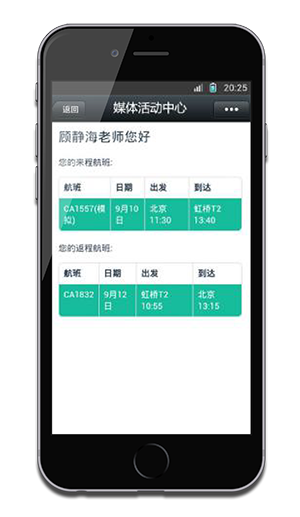 20:25
返回 媒体活动中心
顾静海老师您好
您的来程航班:
航班 日期 出发 到达
CA1557(模 9月10 北京 虹桥T2
拟) 日 11:30 13:40
您的返程航班:
航班 日期 出发 到达
CA1832 9月12 虹桥T2 北京
日 10:55 13:15